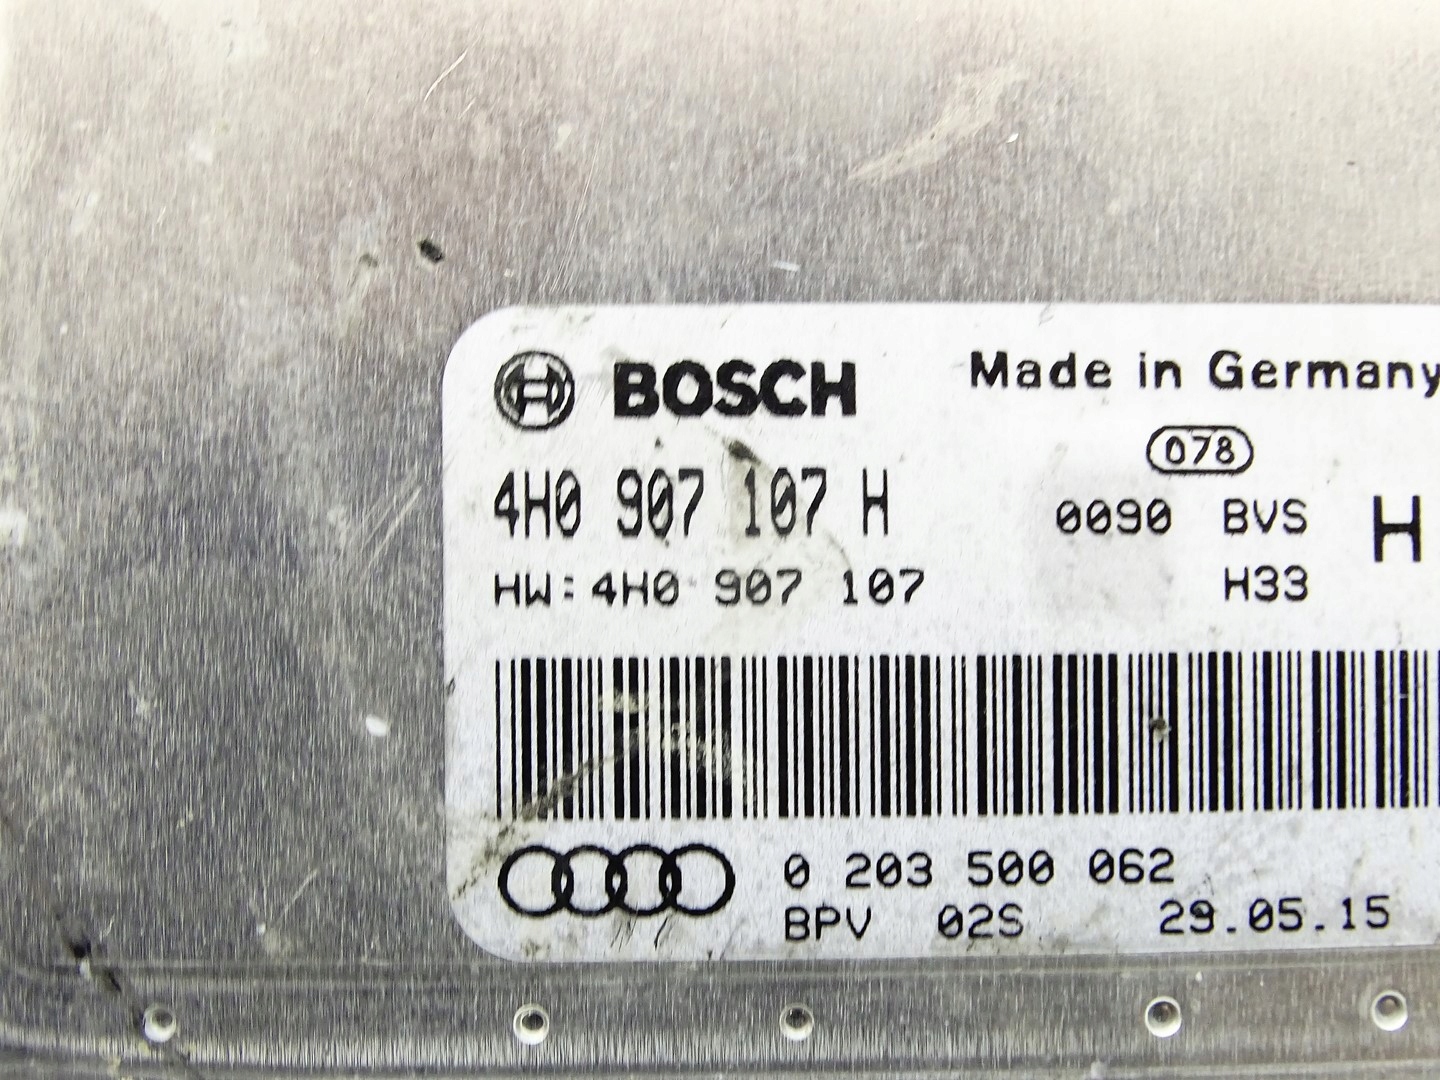 BOSCH Made in Germany
078
4H0 907 107 H 0090 BVS H
HW:4H0 907 107 H33
0 203 500 062
BPV 02S 29.05.15